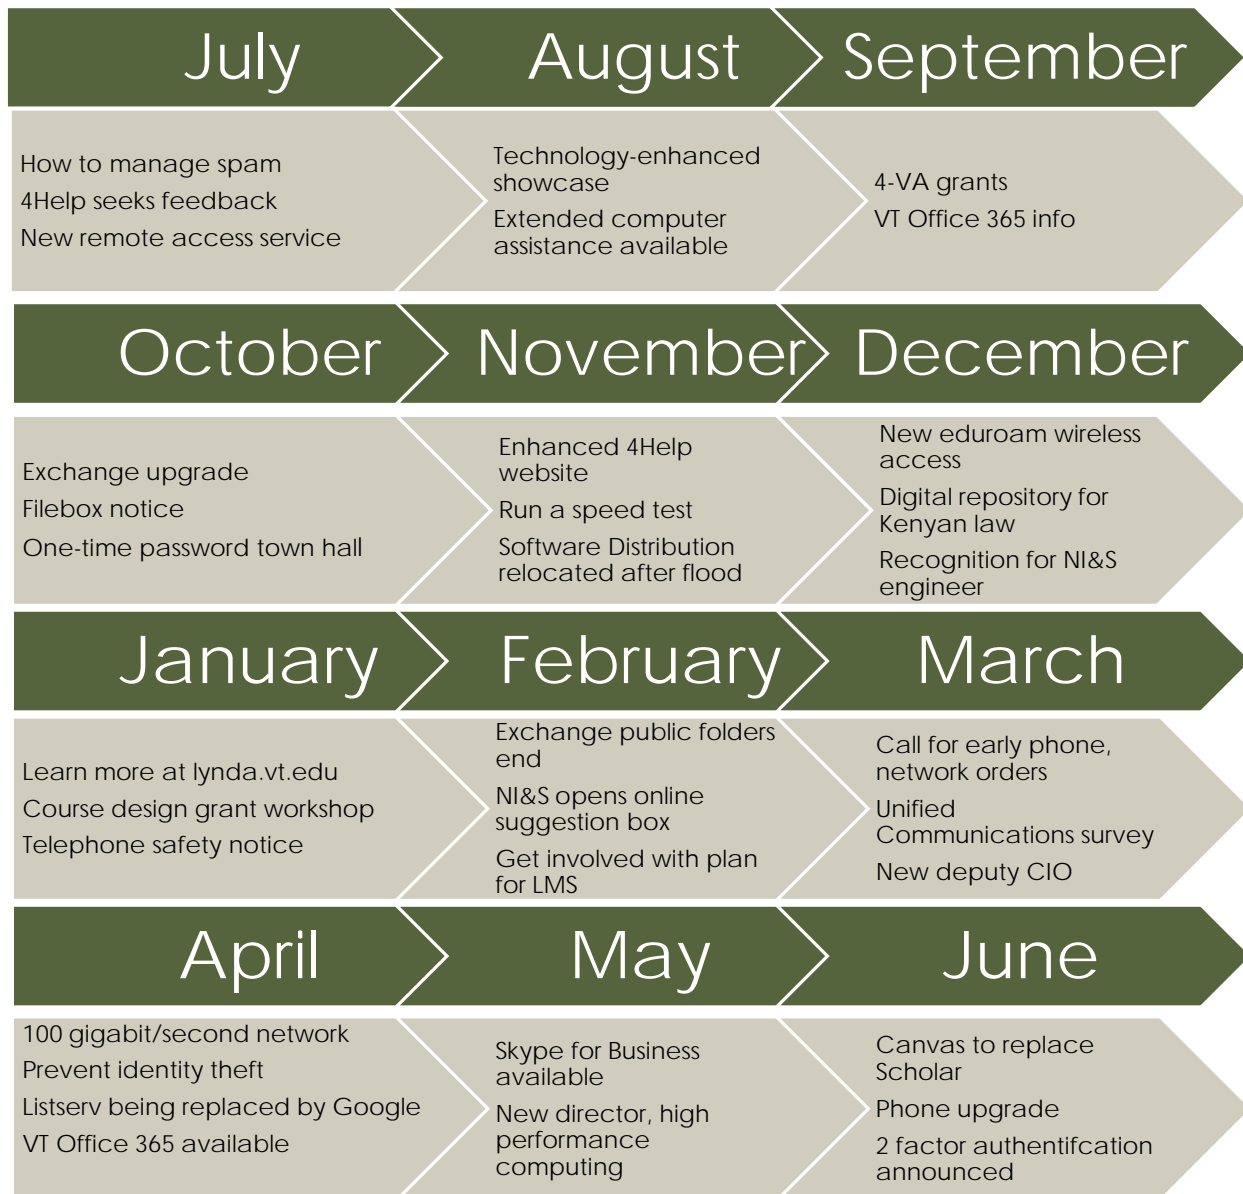 July
August
September
How to manage spam
4Help seeks feedback
New remote access service
Technology-enhanced
showcase
Extended computer
assistance available
4-VA grants
VT Office 365 info
October
November
December
Exchange upgrade
Filebox notice
One-time password town hall
Enhanced 4Help
website
Run a speed test
Software Distribution
relocated after flood
New eduroam wireless
access
Digital repository for
Kenyan law
Recognition for NI&S
engineer
January
February
March
Learn more at lynda.vt.edu
Course design grant workshop
Telephone safety notice
Exchange public folders
end
NI&S opens online
suggestion box
Get involved with plan
for LMS
Call for early phone,
network orders
Unified
Communications survey
New deputy CIO
April
May
June
100 gigabit/second network
Prevent identity theft
Listserv being replaced by Google
VT Office 365 available
Skype for Business
available
New director, high
performance
computing
Canvas to replace
Scholar
Phone upgrade
2 factor authentifcation
announced